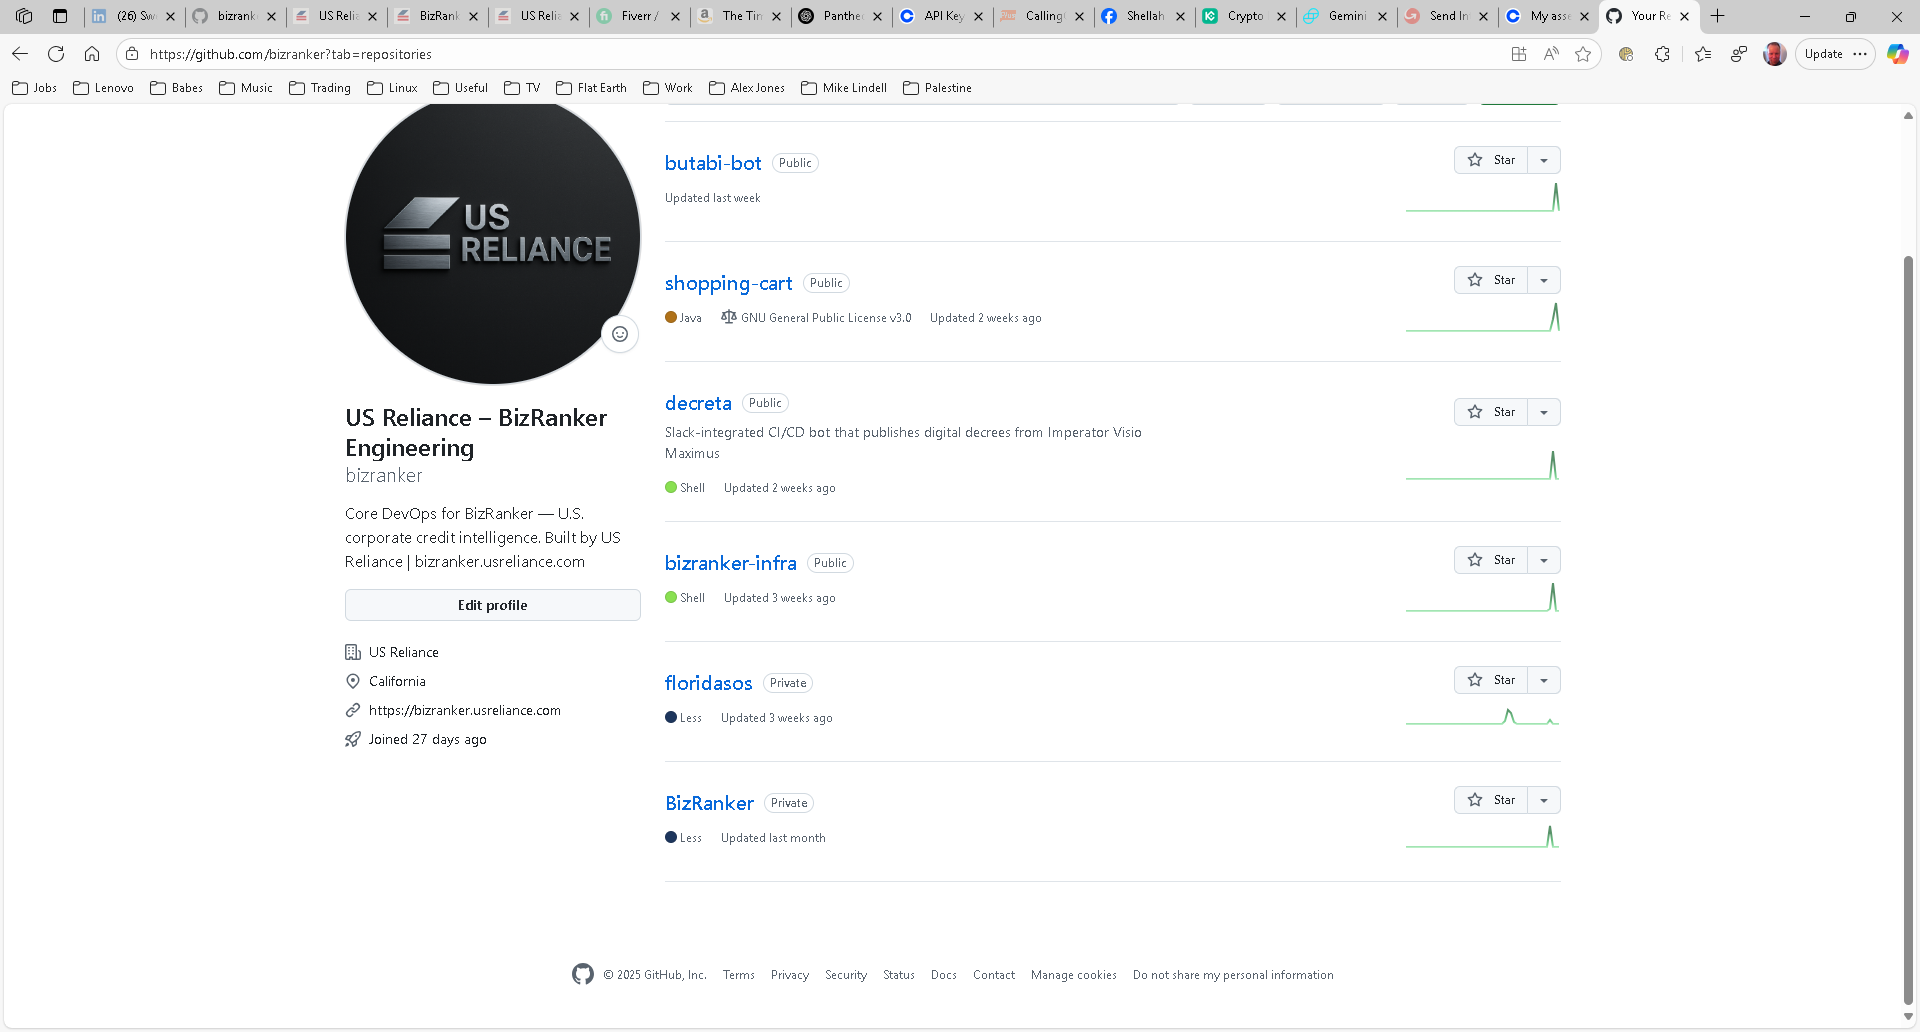 (26) Swe
bizrank
US Relia
BizRank
US Relia
Fiverr /
The Tin
Panthe
API Key
Calling
Shellah
Crypto
Gemini
Send In
My asse
Your Re
https://github.com/bizranker?tab=repositories
Update
Jobs
Lenovo
Babes
Music
Trading
Linux
Useful
TV
Flat Earth
Work
Alex Jones
Mike Lindell
Palestine
US
RELIANCE
US Reliance – BizRanker
Engineering
bizranker
Core DevOps for BizRanker — U.S.
corporate credit intelligence. Built by US
Reliance | bizranker.usreliance.com
Edit profile
US Reliance
California
https://bizranker.usreliance.com
Joined 27 days ago
butabi-bot Public
Star
Updated last week
shopping-cart Public
Star
Java GNU General Public License v3.0 Updated 2 weeks ago
decreta Public
Star
Slack-integrated CI/CD bot that publishes digital decrees from Imperator Visio
Maximus
Shell Updated 2 weeks ago
bizranker-infra Public
Star
Shell Updated 3 weeks ago
floridasos Private
Star
Less Updated 3 weeks ago
BizRanker Private
Star
Less Updated last month
© 2025 GitHub, Inc. Terms Privacy Security Status Docs Contact Manage cookies Do not share my personal information